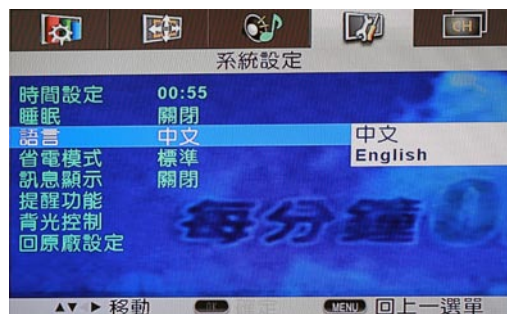 CH
系統設定
時間設定 00:55
睡眠 關閉
語言 中文 中文
English
省電模式 標準
訊息顯示 關閉
提醒功能
背光控制
回原廠設定
每分鐘
▲▼ ▶ 移動 OK 確定 MENU 回上一選單